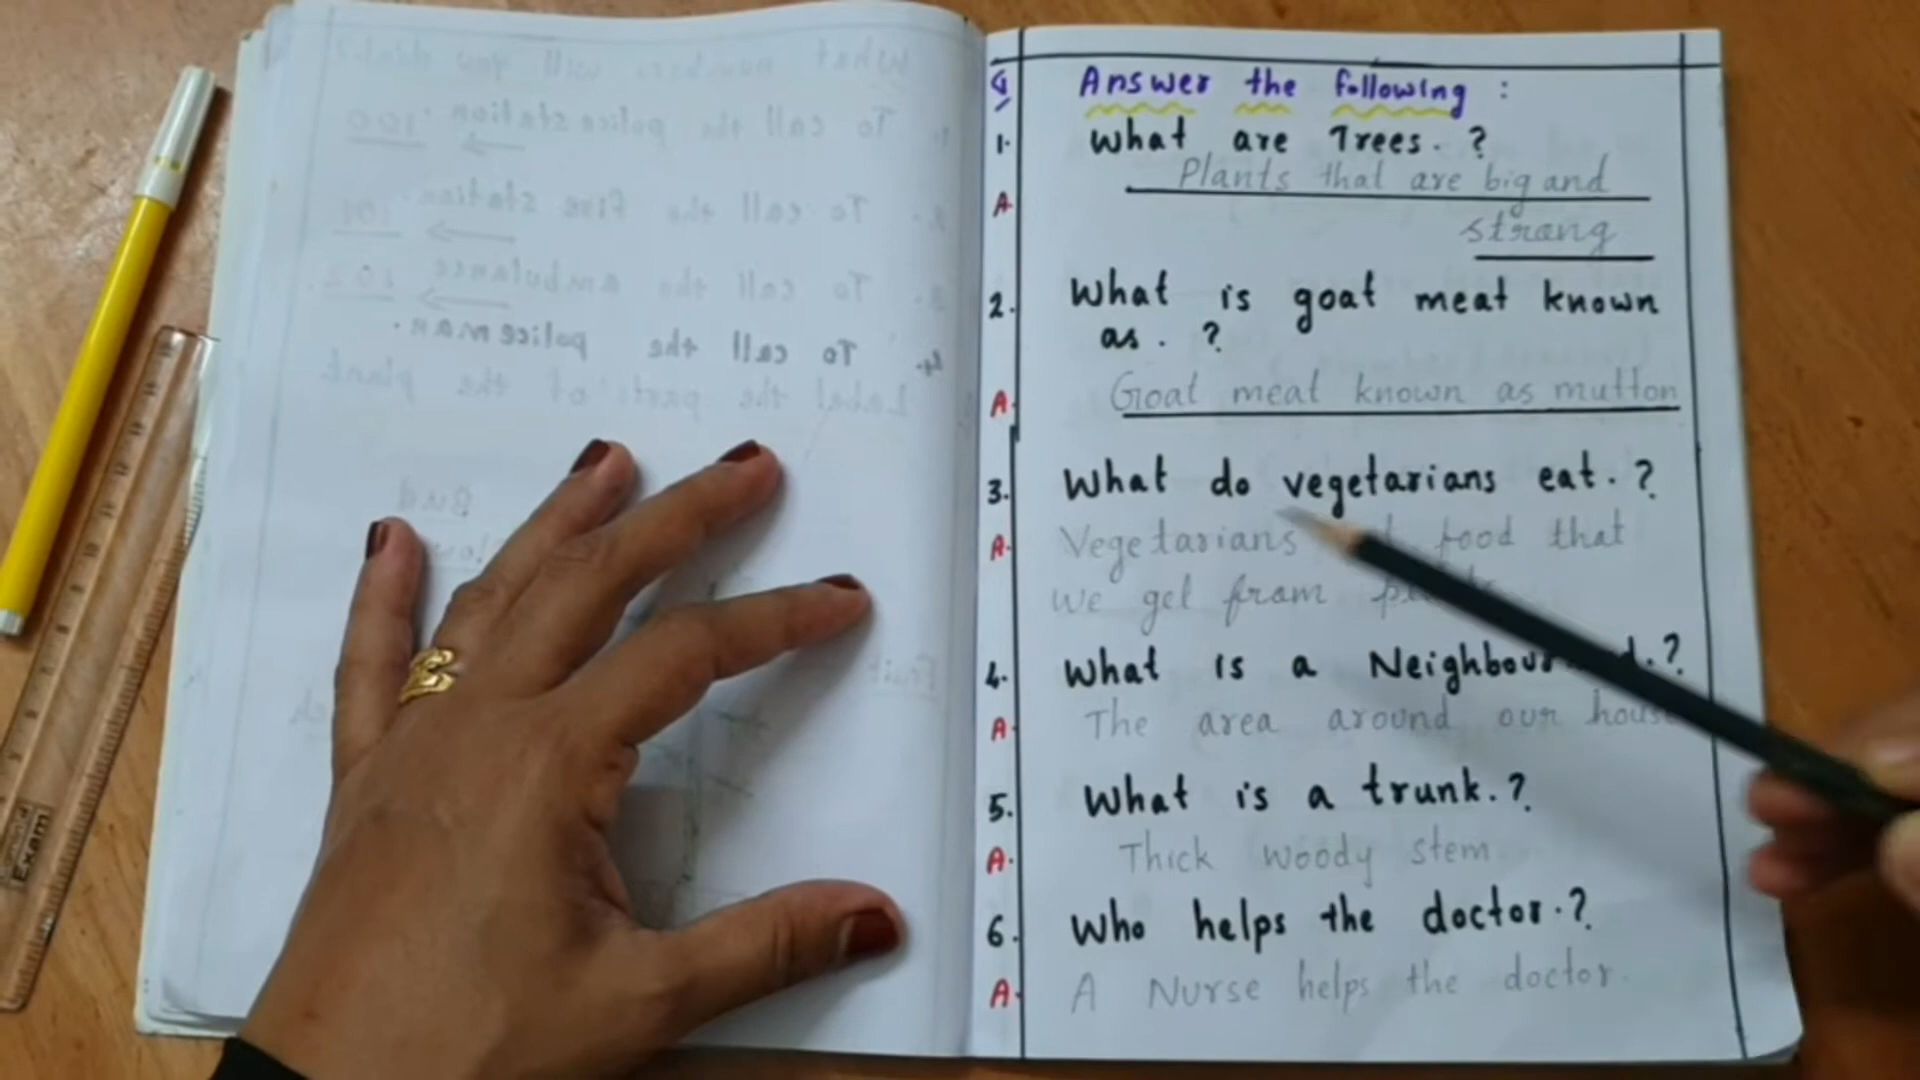 Q Answer the following :
1. What are Trees. ?
A Plants that are big and
strong
2. What is goat meat known
as. ?
A. Goat meat known as mutton
3. What do vegetarians eat. ?
A. Vegetarians food that
we get from
4. What is a ?
A. The area around our house
5. What is a trunk. ?
A. Thick woody stem
6. Who helps the doctor. ?
A. A Nurse helps the doctor.
Exam